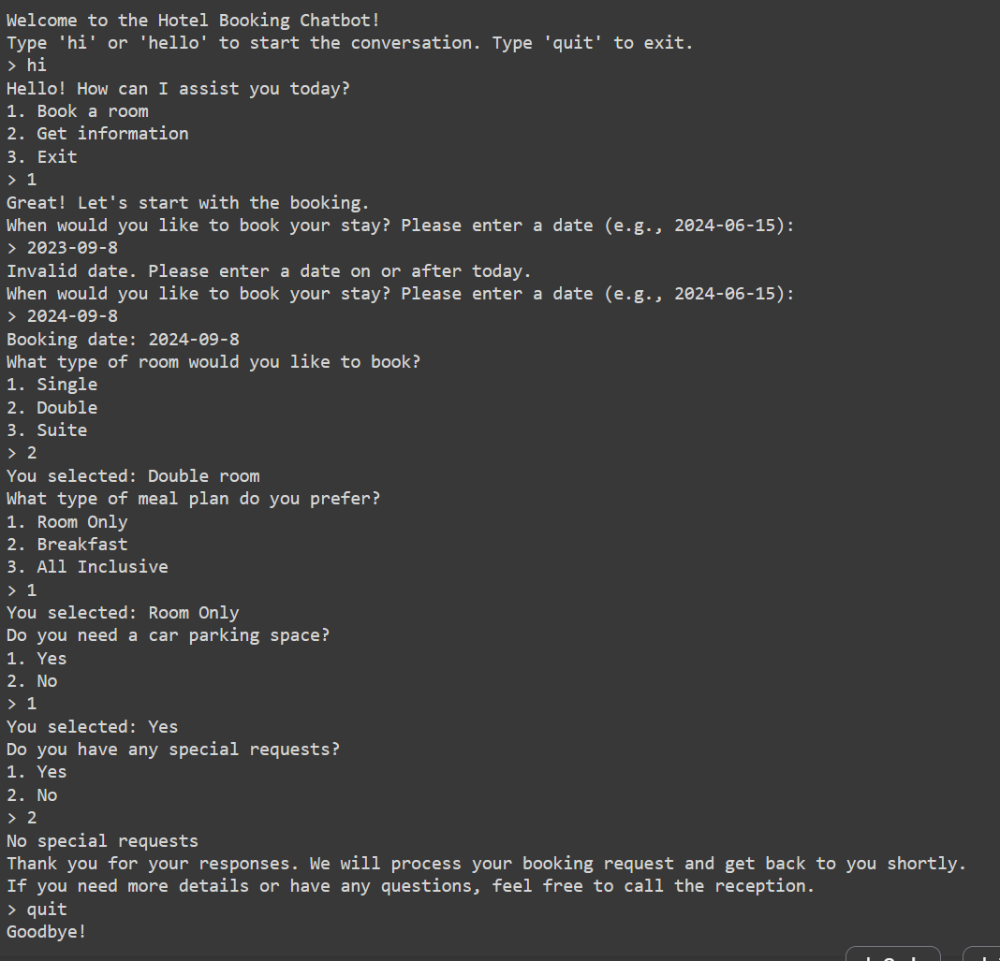 Welcome to the Hotel Booking Chatbot!
Type 'hi' or 'hello' to start the conversation. Type 'quit' to exit.
> hi
Hello! How can I assist you today?
1. Book a room
2. Get information
3. Exit
> 1
Great! Let's start with the booking.
When would you like to book your stay? Please enter a date (e.g., 2024-06-15):
> 2023-09-8
Invalid date. Please enter a date on or after today.
When would you like to book your stay? Please enter a date (e.g., 2024-06-15):
> 2024-09-8
Booking date: 2024-09-8
What type of room would you like to book?
1. Single
2. Double
3. Suite
> 2
You selected: Double room
What type of meal plan do you prefer?
1. Room Only
2. Breakfast
3. All Inclusive
> 1
You selected: Room Only
Do you need a car parking space?
1. Yes
2. No
> 1
You selected: Yes
Do you have any special requests?
1. Yes
2. No
> 2
No special requests
Thank you for your responses. We will process your booking request and get back to you shortly.
If you need more details or have any questions, feel free to call the reception.
> quit
Goodbye!